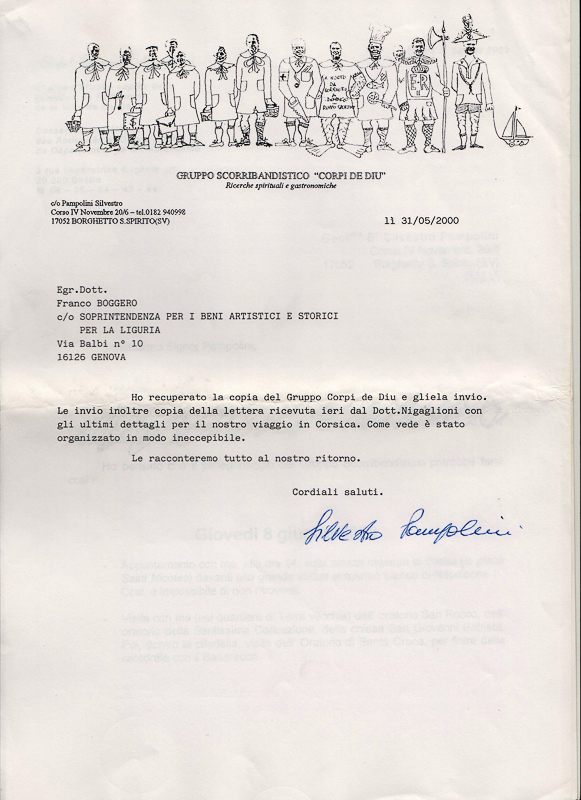 E R
GRUPPO SCORRIBANDISTICO "CORPI DE DIU"
Ricerche spirituali e gastronomiche
c/o Pampolini Silvestro
Corso IV Novembre 20/6 – tel.0182 940998
17052 BORGHETTO S.SPIRITO(SV)
lì 31/05/2000
Egr.Dott.
Franco BOGGERO
c/o SOPRINTENDENZA PER I BENI ARTISTICI E STORICI
PER LA LIGURIA
Via Balbi n° 10
16126 GENOVA
Ho recuperato la copia del Gruppo Corpi de Diu e gliela invio.
Le invio inoltre copia della lettera ricevuta ieri dal Dott.Nigaglioni con
gli ultimi dettagli per il nostro viaggio in Corsica. Come vede è stato
organizzato in modo ineccepibile.
Le racconteremo tutto al nostro ritorno.
Cordiali saluti.
Silvestro Pampolini